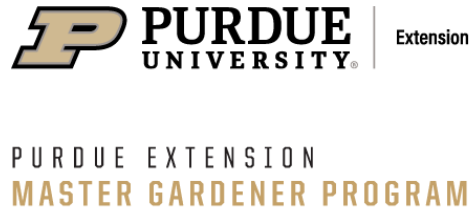 P PURDUE
UNIVERSITY®
Extension
PURDUE EXTENSION
MASTER GARDENER PROGRAM